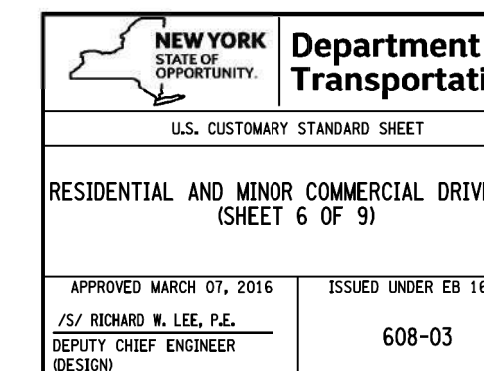 NEW YORK
STATE OF
OPPORTUNITY.
Department
Transportati
U.S. CUSTOMARY STANDARD SHEET
RESIDENTIAL AND MINOR COMMERCIAL DRIV
(SHEET 6 OF 9)
APPROVED MARCH 07, 2016
/S/ RICHARD W. LEE, P.E.
DEPUTY CHIEF ENGINEER
(DESIGN)
ISSUED UNDER EB 16
608-03